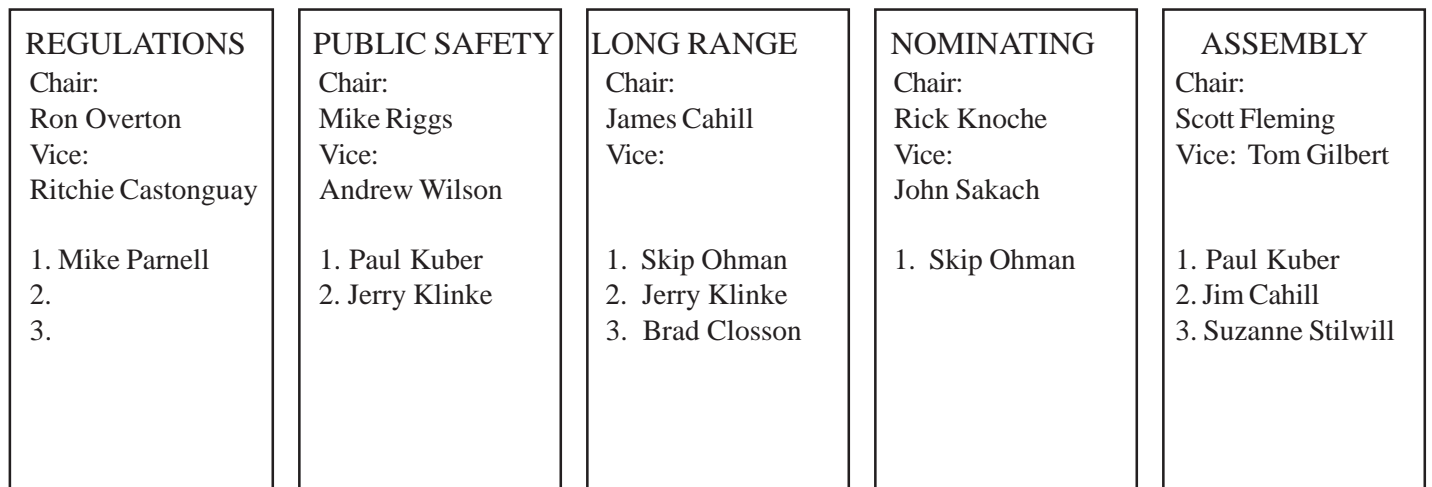 REGULATIONS
Chair:
Ron Overton
Vice:
Ritchie Castonguay
1. Mike Parnell
2.
3.
PUBLIC SAFETY
Chair:
Mike Riggs
Vice:
Andrew Wilson
1. Paul Kuber
2. Jerry Klinke
LONG RANGE
Chair:
James Cahill
Vice:
1. Skip Ohman
2. Jerry Klinke
3. Brad Closson
NOMINATING
Chair:
Rick Knoche
Vice:
John Sakach
1. Skip Ohman
ASSEMBLY
Chair:
Scott Fleming
Vice: Tom Gilbert
1. Paul Kuber
2. Jim Cahill
3. Suzanne Stilwill